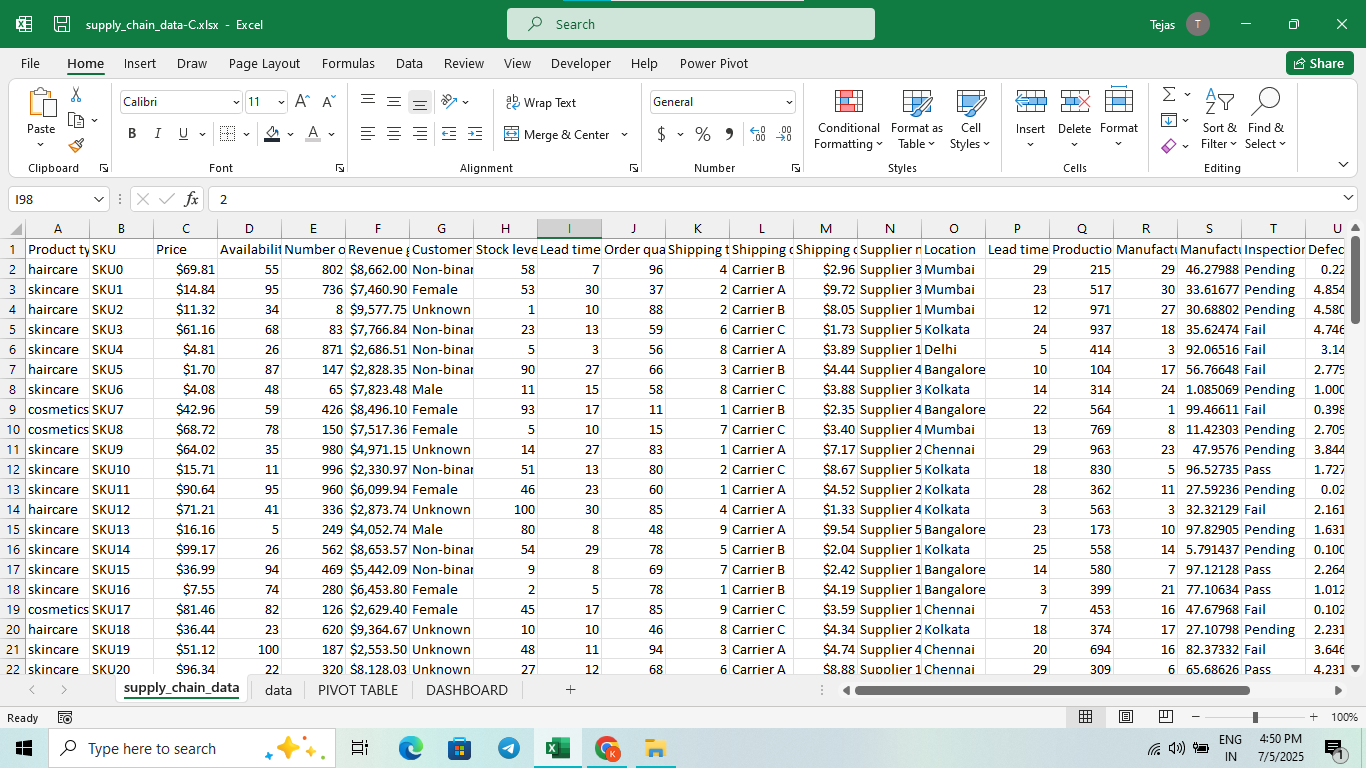 supply_chain_data-C.xlsx - Excel
Search
Tejas T
File Home Insert Draw Page Layout Formulas Data Review View Developer Help Power Pivot
Share
Calibri 11 A A Wrap Text General
Paste B I U A Merge & Center $ % , Conditional Formatting Format as Table Cell Styles Insert Delete Format Sort & Filter Find & Select
Clipboard Font Alignment Number Styles Cells Editing
I98 fx 2
A B C D E F G H I J K L M N O P Q R S T U
1 Product ty SKU Price Availabilit Number o Revenue g Customer Stock leve Lead time Order qua Shipping t Shipping c Shipping c Supplier n Location Lead time Productio Manufactu Manufactu Inspection Defec
2 haircare SKU0 $69.81 55 802 $8,662.00 Non-binar 58 7 96 4 Carrier B $2.96 Supplier 3 Mumbai 29 215 29 46.27988 Pending 0.22
3 skincare SKU1 $14.84 95 736 $7,460.90 Female 53 30 37 2 Carrier A $9.72 Supplier 3 Mumbai 23 517 30 33.61677 Pending 4.854
4 haircare SKU2 $11.32 34 8 $9,577.75 Unknown 1 10 88 2 Carrier B $8.05 Supplier 1 Mumbai 12 971 27 30.68802 Pending 4.580
5 skincare SKU3 $61.16 68 83 $7,766.84 Non-binar 23 13 59 6 Carrier C $1.73 Supplier 5 Kolkata 24 937 18 35.62474 Fail 4.746
6 skincare SKU4 $4.81 26 871 $2,686.51 Non-binar 5 3 56 8 Carrier A $3.89 Supplier 1 Delhi 5 414 3 92.06516 Fail 3.14
7 haircare SKU5 $1.70 87 147 $2,828.35 Non-binar 90 27 66 3 Carrier B $4.44 Supplier 4 Bangalore 10 104 17 56.76648 Fail 2.779
8 skincare SKU6 $4.08 48 65 $7,823.48 Male 11 15 58 8 Carrier C $3.88 Supplier 3 Kolkata 14 314 24 1.085069 Pending 1.000
9 cosmetics SKU7 $42.96 59 426 $8,496.10 Female 93 17 11 1 Carrier B $2.35 Supplier 4 Bangalore 22 564 1 99.46611 Fail 0.398
10 cosmetics SKU8 $68.72 78 150 $7,517.36 Female 5 10 15 7 Carrier C $3.40 Supplier 4 Mumbai 13 769 8 11.42303 Pending 2.709
11 skincare SKU9 $64.02 35 980 $4,971.15 Unknown 14 27 83 1 Carrier A $7.17 Supplier 2 Chennai 29 963 23 47.9576 Pending 3.844
12 skincare SKU10 $15.71 11 996 $2,330.97 Non-binar 51 13 80 2 Carrier C $8.67 Supplier 5 Kolkata 18 830 5 96.52735 Pass 1.727
13 skincare SKU11 $90.64 95 960 $6,099.94 Female 46 23 60 1 Carrier A $4.52 Supplier 2 Kolkata 28 362 11 27.59236 Pending 0.02
14 haircare SKU12 $71.21 41 336 $2,873.74 Unknown 100 30 85 4 Carrier A $1.33 Supplier 4 Kolkata 3 563 3 32.32129 Fail 2.161
15 skincare SKU13 $16.16 5 249 $4,052.74 Male 80 8 48 9 Carrier A $9.54 Supplier 5 Bangalore 23 173 10 97.82905 Pending 1.631
16 skincare SKU14 $99.17 26 562 $8,653.57 Non-binar 54 29 78 5 Carrier B $2.04 Supplier 1 Kolkata 25 558 14 5.791437 Pending 0.100
17 skincare SKU15 $36.99 94 469 $5,442.09 Non-binar 9 8 69 7 Carrier B $2.42 Supplier 1 Bangalore 14 580 7 97.12128 Pass 2.264
18 skincare SKU16 $7.55 74 280 $6,453.80 Female 2 5 78 1 Carrier B $4.19 Supplier 1 Bangalore 3 399 21 77.10634 Pass 1.012
19 cosmetics SKU17 $81.46 82 126 $2,629.40 Female 45 17 85 9 Carrier C $3.59 Supplier 1 Chennai 7 453 16 47.67968 Fail 0.102
20 haircare SKU18 $36.44 23 620 $9,364.67 Unknown 10 10 46 8 Carrier C $4.34 Supplier 2 Kolkata 18 374 17 27.10798 Pending 2.231
21 skincare SKU19 $51.12 100 187 $2,553.50 Unknown 48 11 94 3 Carrier A $4.74 Supplier 4 Chennai 20 694 16 82.37332 Fail 3.646
22 skincare SKU20 $96.34 22 320 $8,128.03 Unknown 27 12 68 6 Carrier A $8.88 Supplier 1 Chennai 29 309 6 65.68626 Pass 4.231
supply_chain_data data PIVOT TABLE DASHBOARD +
Ready 100%
Type here to search ENG 4:50 PM
IN 7/5/2025 1